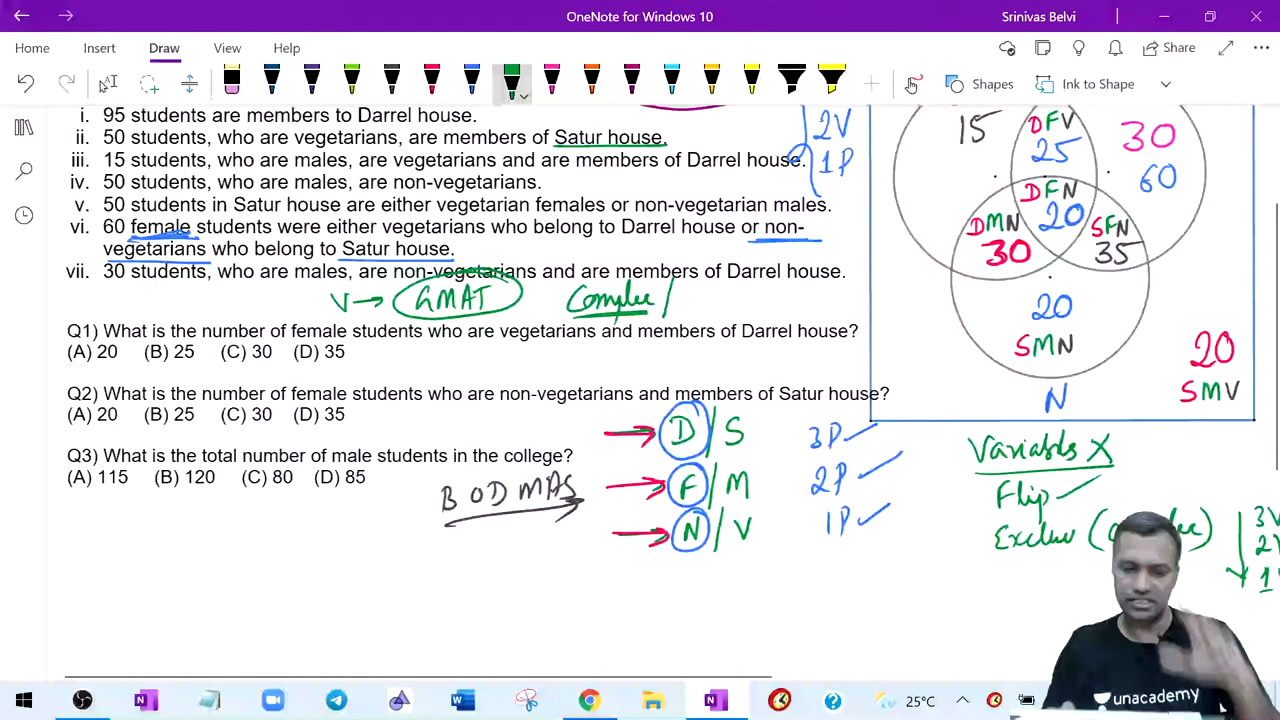 OneNote for Windows 10
Srinivas Belvi
Home Insert Draw View Help
Share
Shapes
Ink to Shape
i. 95 students are members to Darrel house.
ii. 50 students, who are vegetarians, are members of Satur house.
iii. 15 students, who are males, are vegetarians and are members of Darrel house.
iv. 50 students, who are males, are non-vegetarians.
v. 50 students in Satur house are either vegetarian females or non-vegetarian males.
vi. 60 female students were either vegetarians who belong to Darrel house or non-
vegetarians who belong to Satur house.
vii. 30 students, who are males, are non-vegetarians and are members of Darrel house.
V → GMAT
Complex
2V
1P
15
DFV
25
30
60
DFN
20
DMN
30
SFN
35
20
SMN
N
20
SMV
Q1) What is the number of female students who are vegetarians and members of Darrel house?
(A) 20 (B) 25 (C) 30 (D) 35
Q2) What is the number of female students who are non-vegetarians and members of Satur house?
(A) 20 (B) 25 (C) 30 (D) 35
Q3) What is the total number of male students in the college?
(A) 115 (B) 120 (C) 80 (D) 85
BODMAS
D/S
F/M
N/V
3P
2P
1P
Variables X
Flip
unacademy
25°C